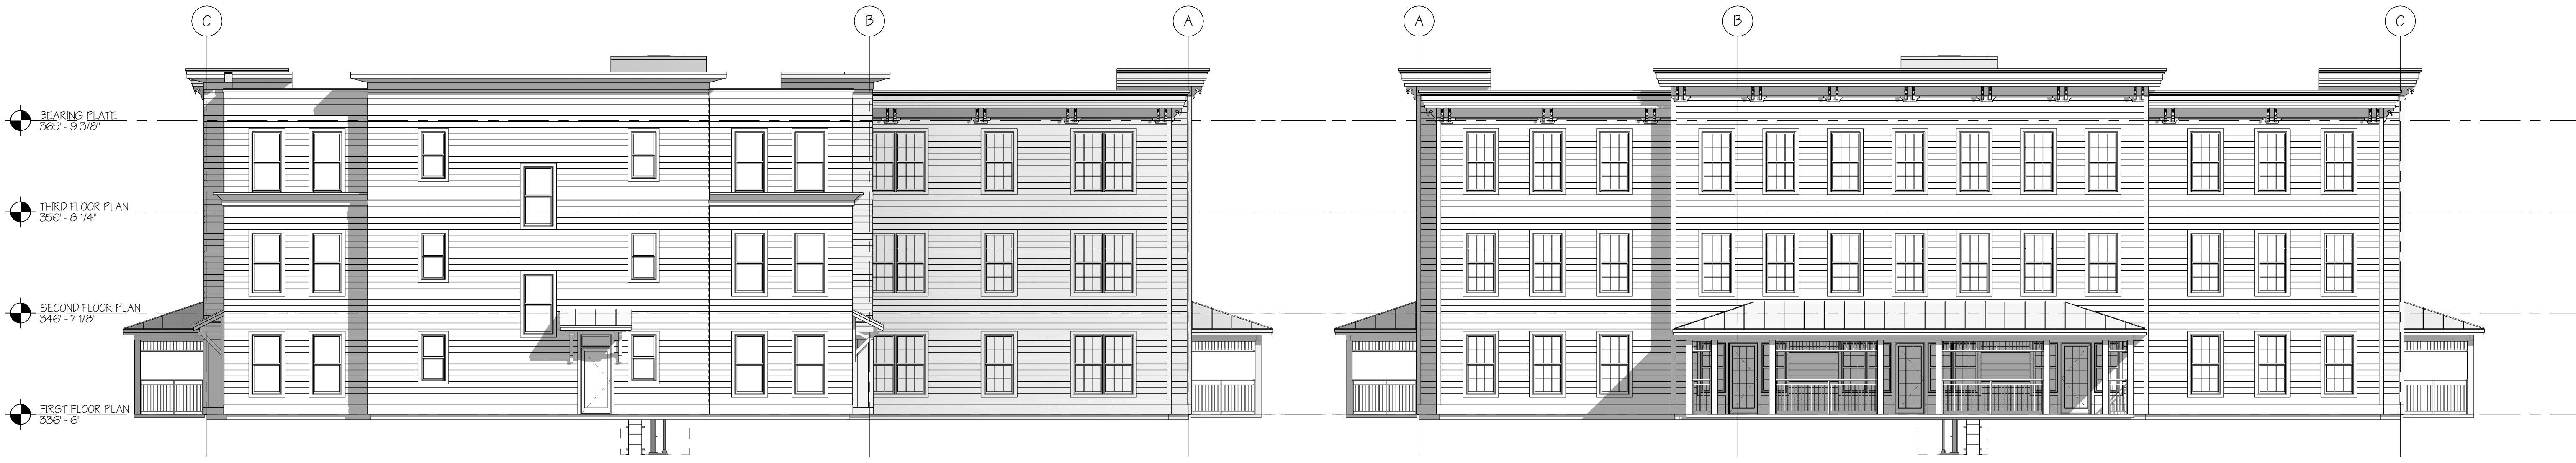 C B A A B C
BEARING PLATE
365' - 9 3/8"
THIRD FLOOR PLAN
356' - 8 1/4"
SECOND FLOOR PLAN
346' - 7 1/8"
FIRST FLOOR PLAN
336' - 6"